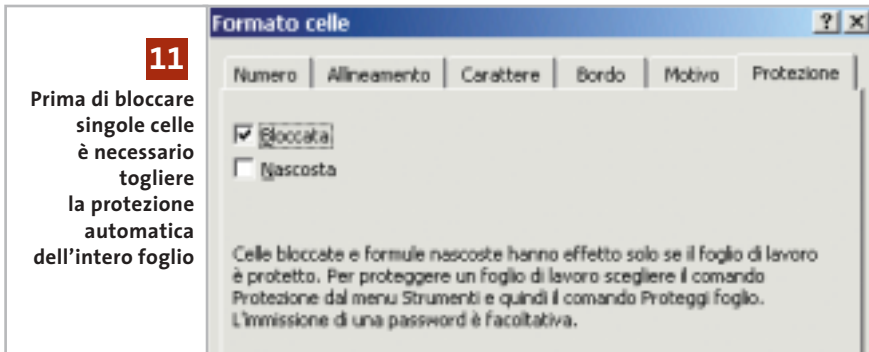 11
Prima di bloccare
singole celle
è necessario
togliere
la protezione
automatica
dell'intero foglio
Formato celle
Numero Allineamento Carattere Bordo Motivo Protezione
Bloccata
Nascosta
Celle bloccate e formule nascoste hanno effetto solo se il foglio di lavoro
è protetto. Per proteggere un foglio di lavoro scegliere il comando
Protezione dal menu Strumenti e quindi il comando Proteggi foglio.
L'immissione di una password è facoltativa.